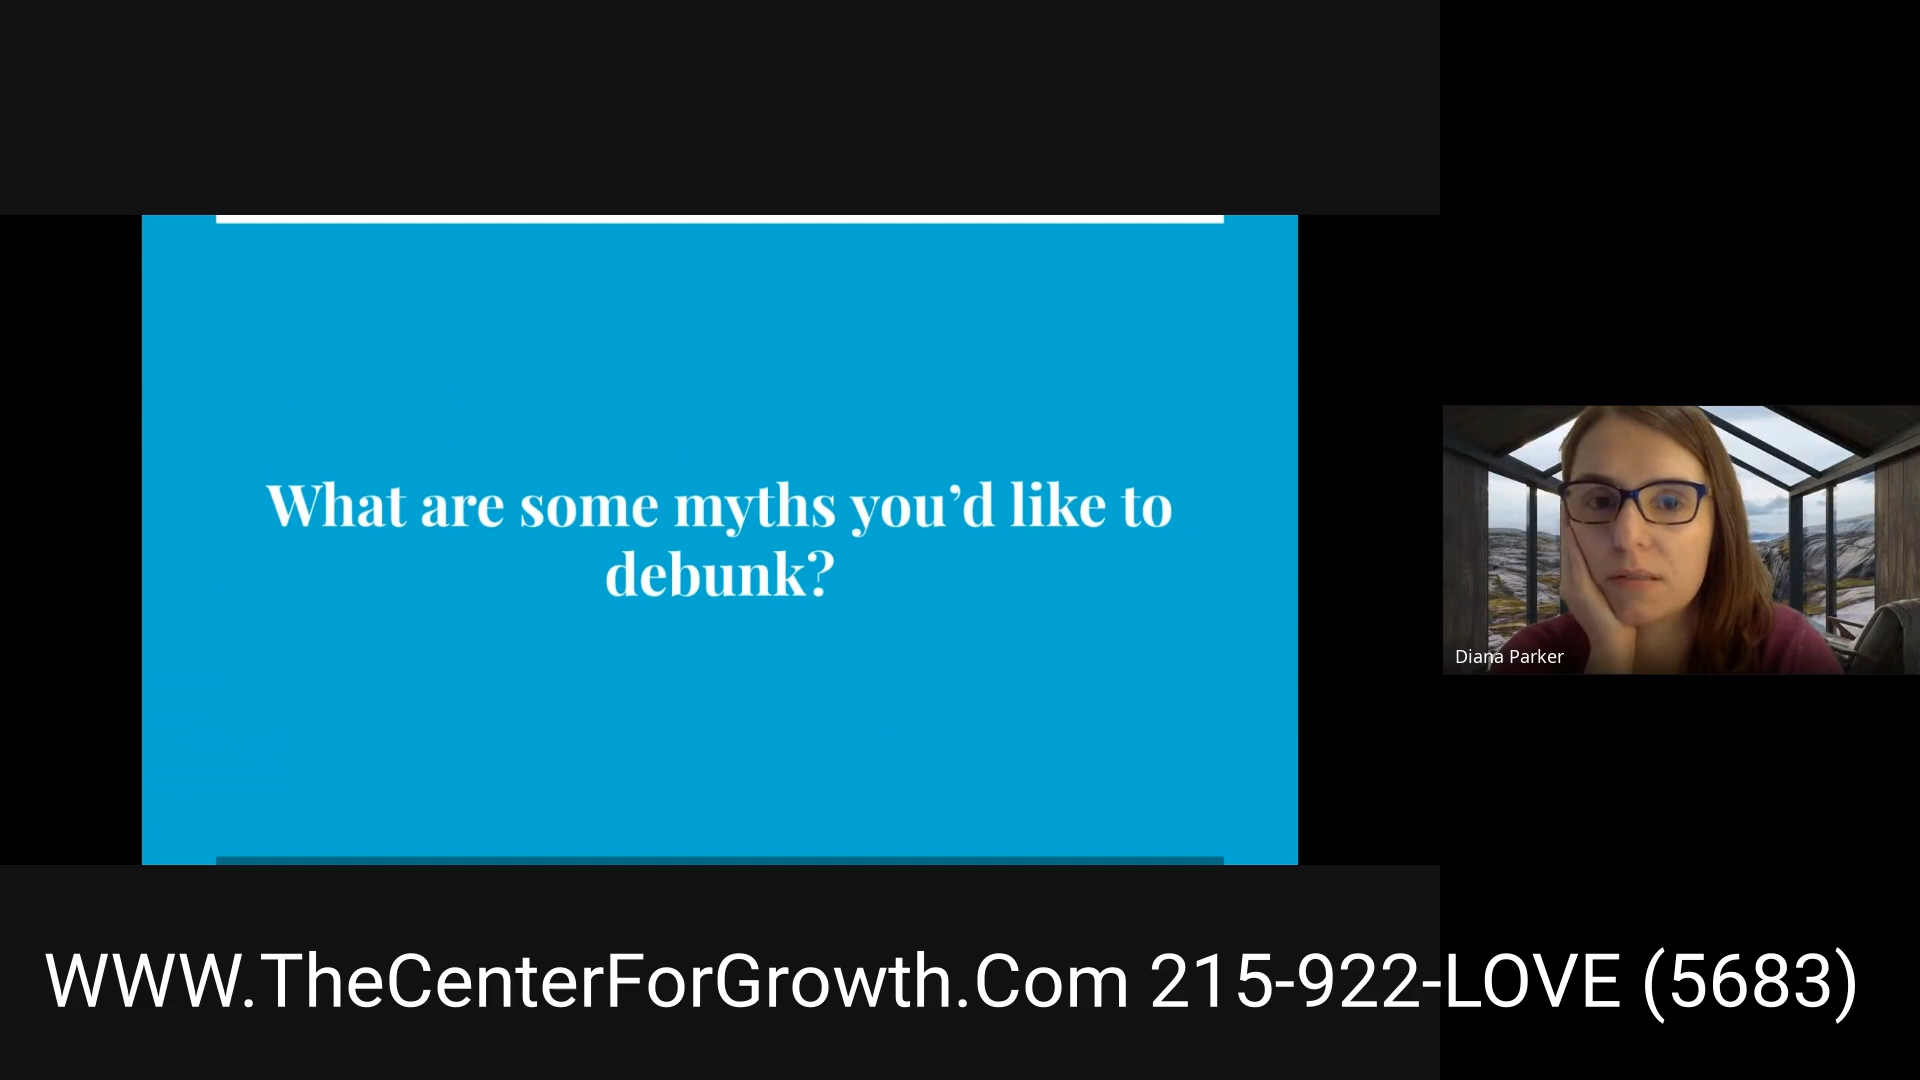 What are some myths you’d like to
debunk?
Diana Parker
WWW.TheCenterForGrowth.Com 215-922-LOVE (5683)